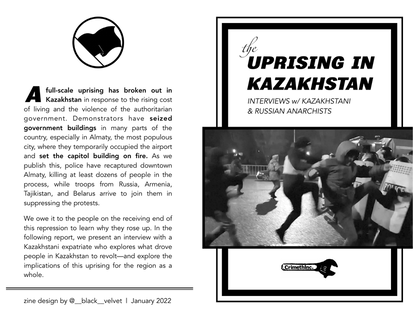 A full-scale uprising has broken out in
Kazakhstan in response to the rising cost
of living and the violence of the authoritarian
government. Demonstrators have seized
government buildings in many parts of the
country, especially in Almaty, the most populous
city, where they temporarily occupied the airport
and set the capitol building on fire. As we
publish this, police have recaptured downtown
Almaty, killing at least dozens of people in the
process, while troops from Russia, Armenia,
Tajikistan, and Belarus arrive to join them in
suppressing the protests.
We owe it to the people on the receiving end of
this repression to learn why they rose up. In the
following report, we present an interview with a
Kazakhstani expatriate who explores what drove
people in Kazakhstan to revolt—and explore the
implications of this uprising for the region as a
whole.
zine design by @__black__velvet | January 2022
the
UPRISING IN
KAZAKHSTAN
INTERVIEWS w/ KAZAKHSTANI
& RUSSIAN ANARCHISTS
CrimethInc.